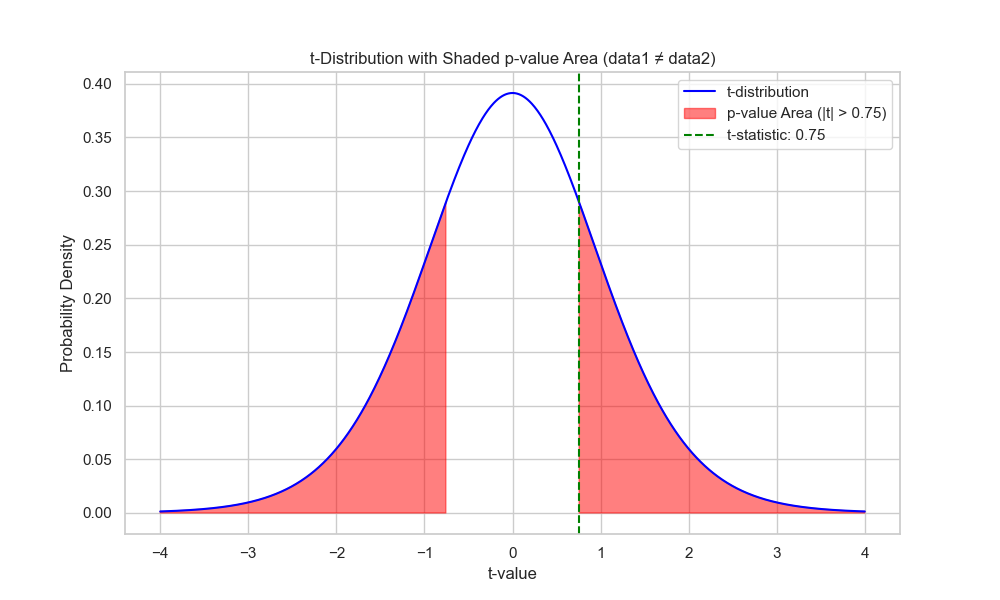 t-Distribution with Shaded p-value Area (data1 ≠ data2)
t-distribution
p-value Area (|t| > 0.75)
t-statistic: 0.75
Probability Density
0.40
0.35
0.30
0.25
0.20
0.15
0.10
0.05
0.00
−4 −3 −2 −1 0 1 2 3 4
t-value